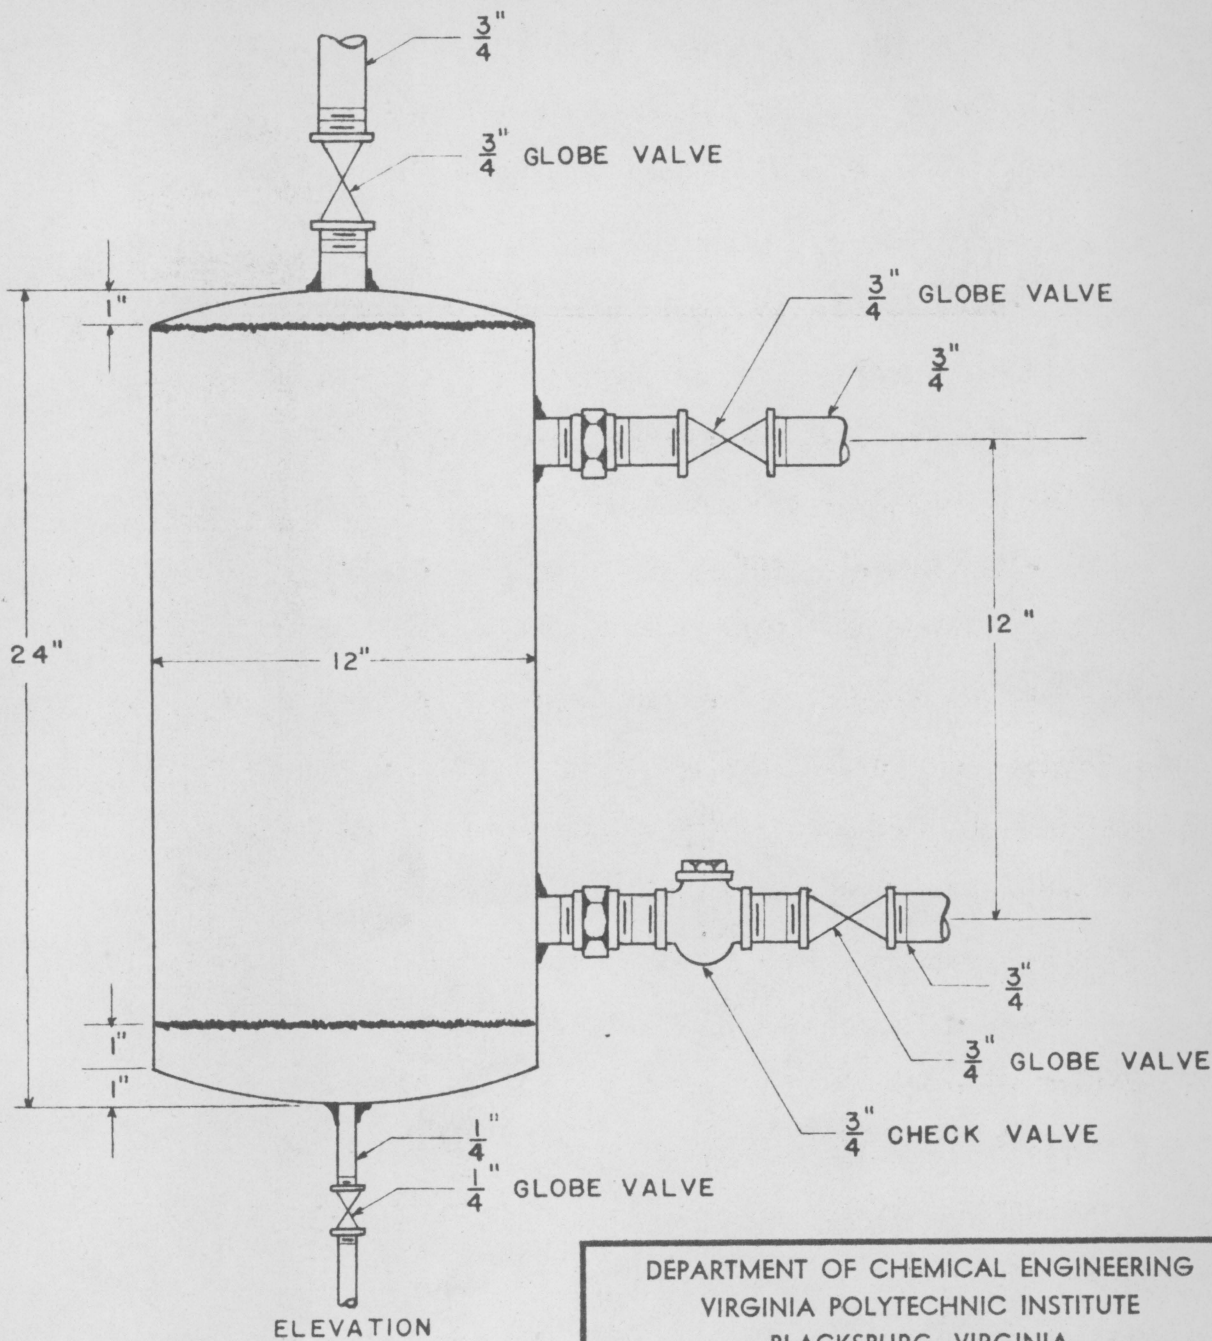 3/4"
3/4" GLOBE VALVE
1"
3/4" GLOBE VALVE
3/4"
24"
12"
12"
3/4"
1"
3/4" GLOBE VALVE
1"
3/4" CHECK VALVE
1/4"
1/4" GLOBE VALVE
ELEVATION
DEPARTMENT OF CHEMICAL ENGINEERING
VIRGINIA POLYTECHNIC INSTITUTE
BLACKSBURG, VIRGINIA